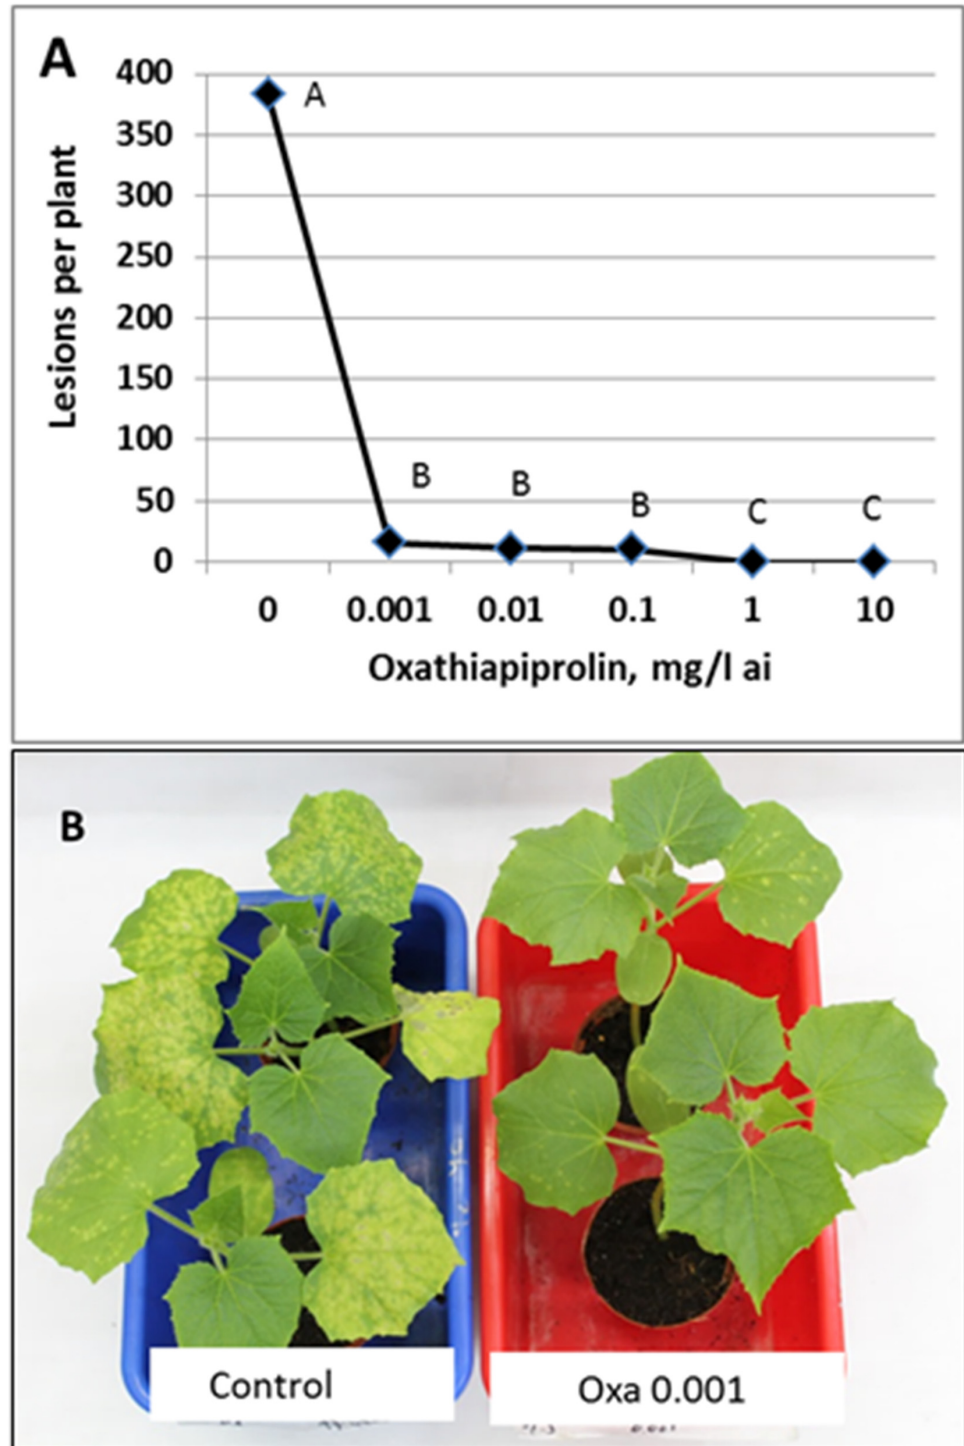 A
400
350
300
250
200
150
100
50
0
Lesions per plant
A
B
B
B
C
C
0 0.001 0.01 0.1 1 10
Oxathiapiprolin, mg/l ai
B
Control
Oxa 0.001